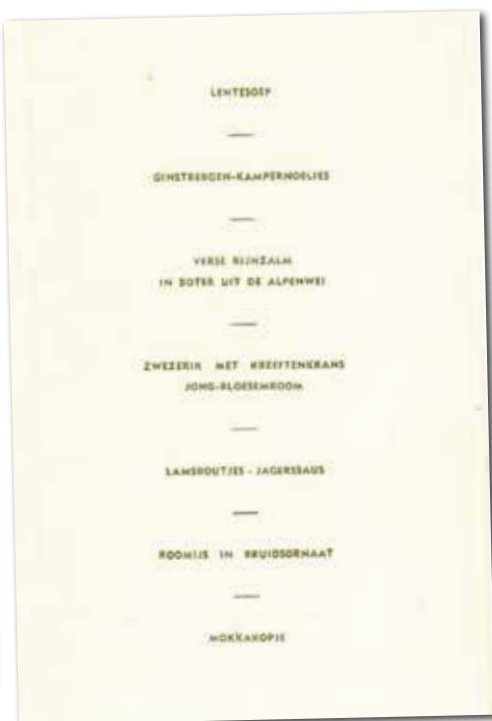 LENTESOEP
GINSTBERGEN-KAMPERNOELJES
VERSE RIJNZALM
IN BOTER UIT DE ALPENWEI
ZWEZERIK MET KREEFTENKRANS
JONG-BLOESEMROOM
LAMSBOUTJES - JAGERSSAUS
ROOMIJS IN BRUIDSORNAAT
MOKKAKOPJE